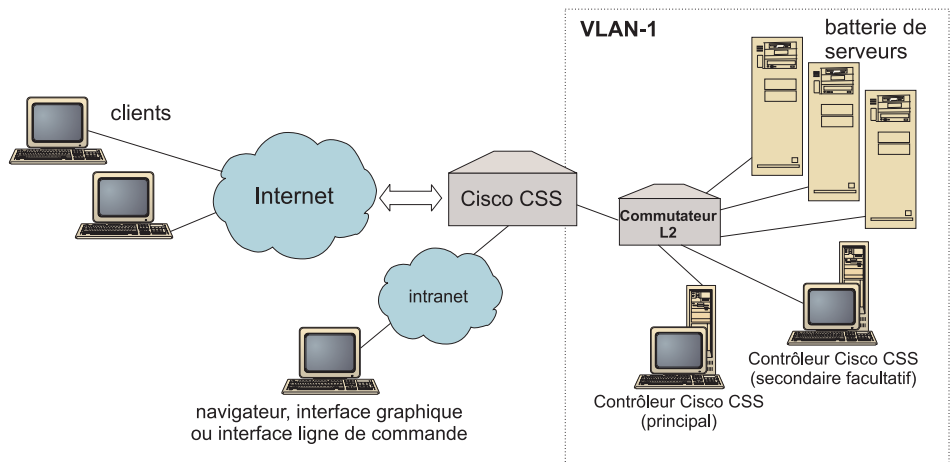 VLAN-1
batterie de
serveurs
clients
Internet
Cisco CSS
Commutateur
L2
intranet
navigateur, interface graphique
ou interface ligne de commande
Contrôleur Cisco CSS
(secondaire facultatif)
Contrôleur Cisco CSS
(principal)